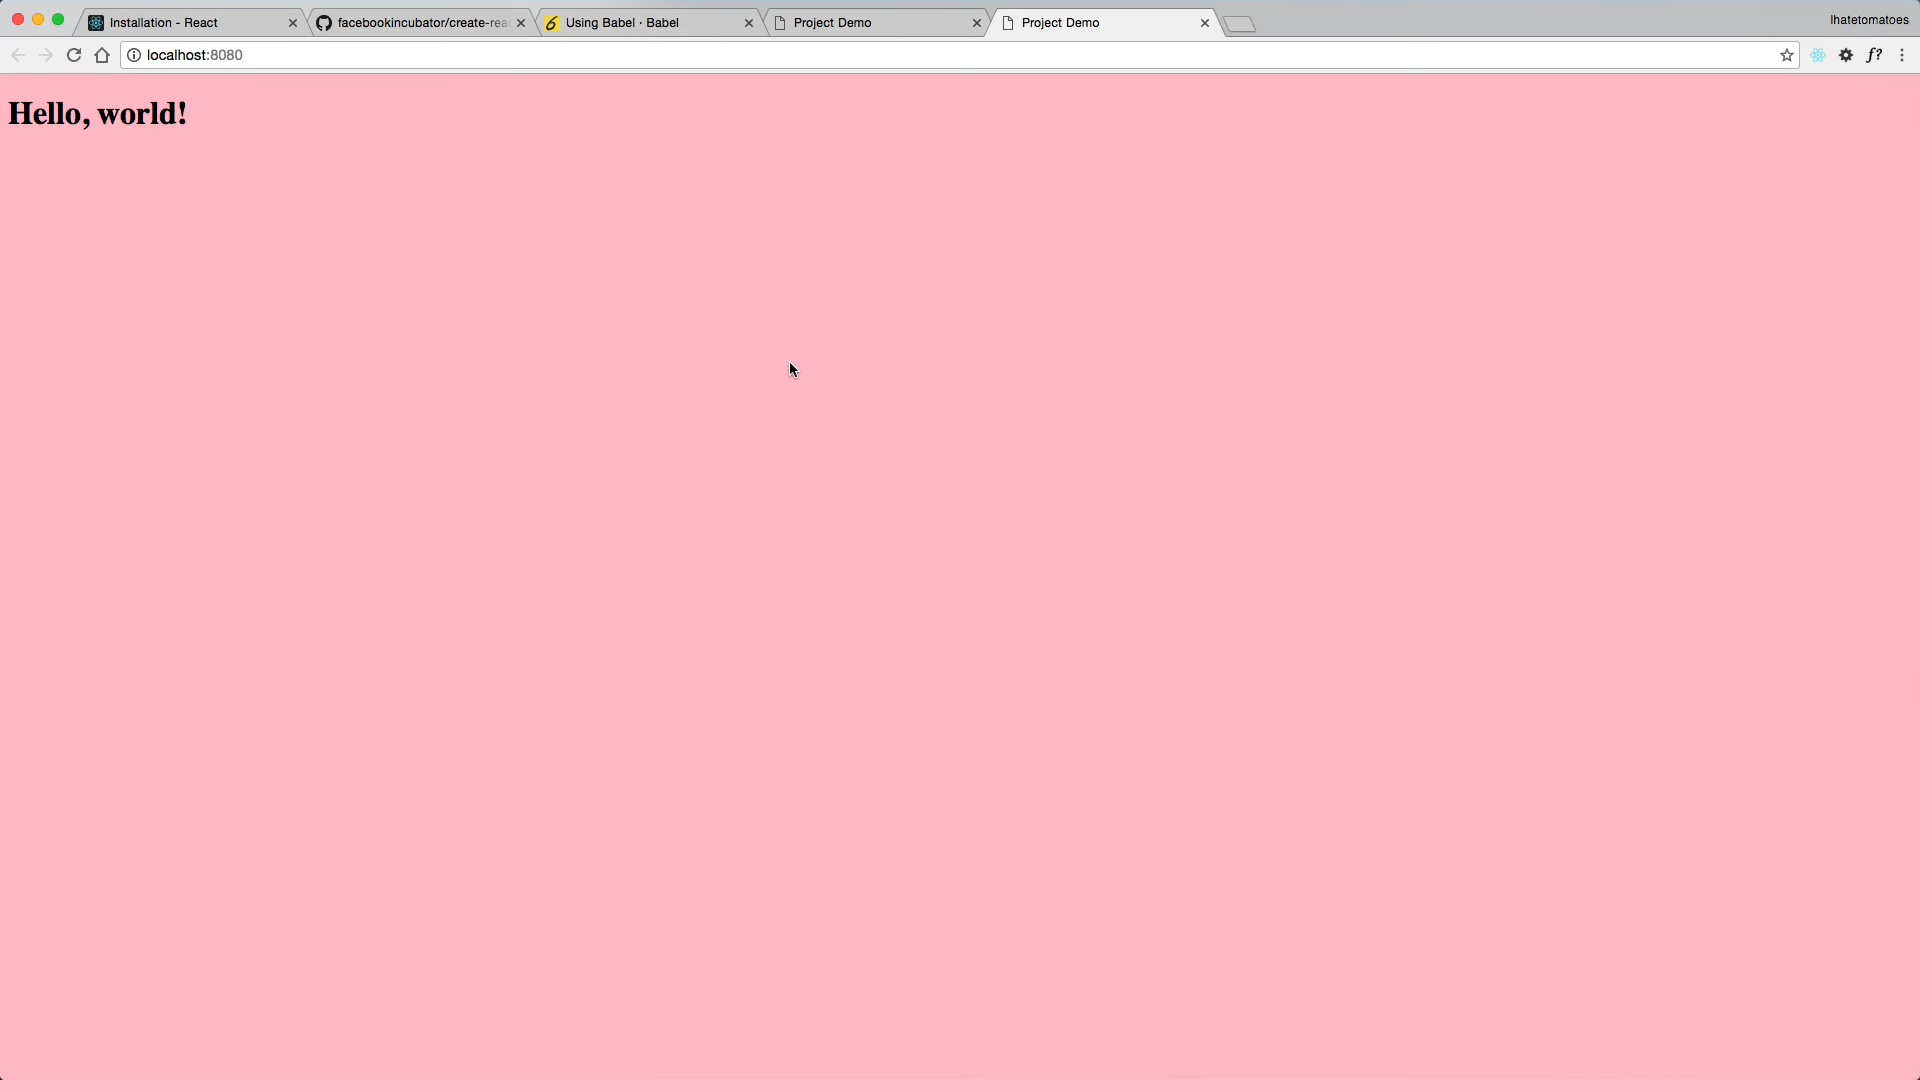 Installation - React
facebookincubator/create-rea
Using Babel · Babel
Project Demo
Project Demo
Ihatetomatoes
localhost:8080
f?
Hello, world!